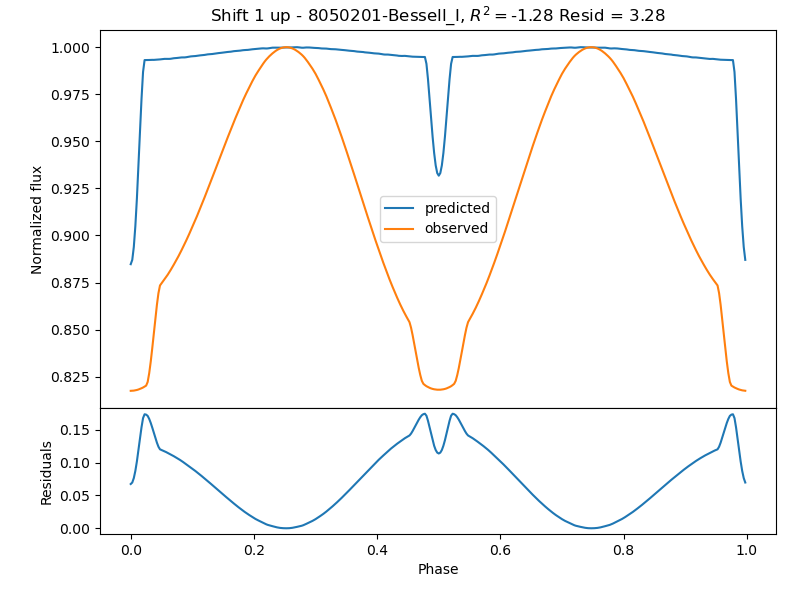 Shift 1 up - 8050201-Bessell_I, $R^2=$-1.28 Resid = 3.28
Normalized flux
1.000
0.975
0.950
0.925
0.900
0.875
0.850
0.825
predicted
observed
Residuals
0.15
0.10
0.05
0.00
0.0 0.2 0.4 0.6 0.8 1.0
Phase